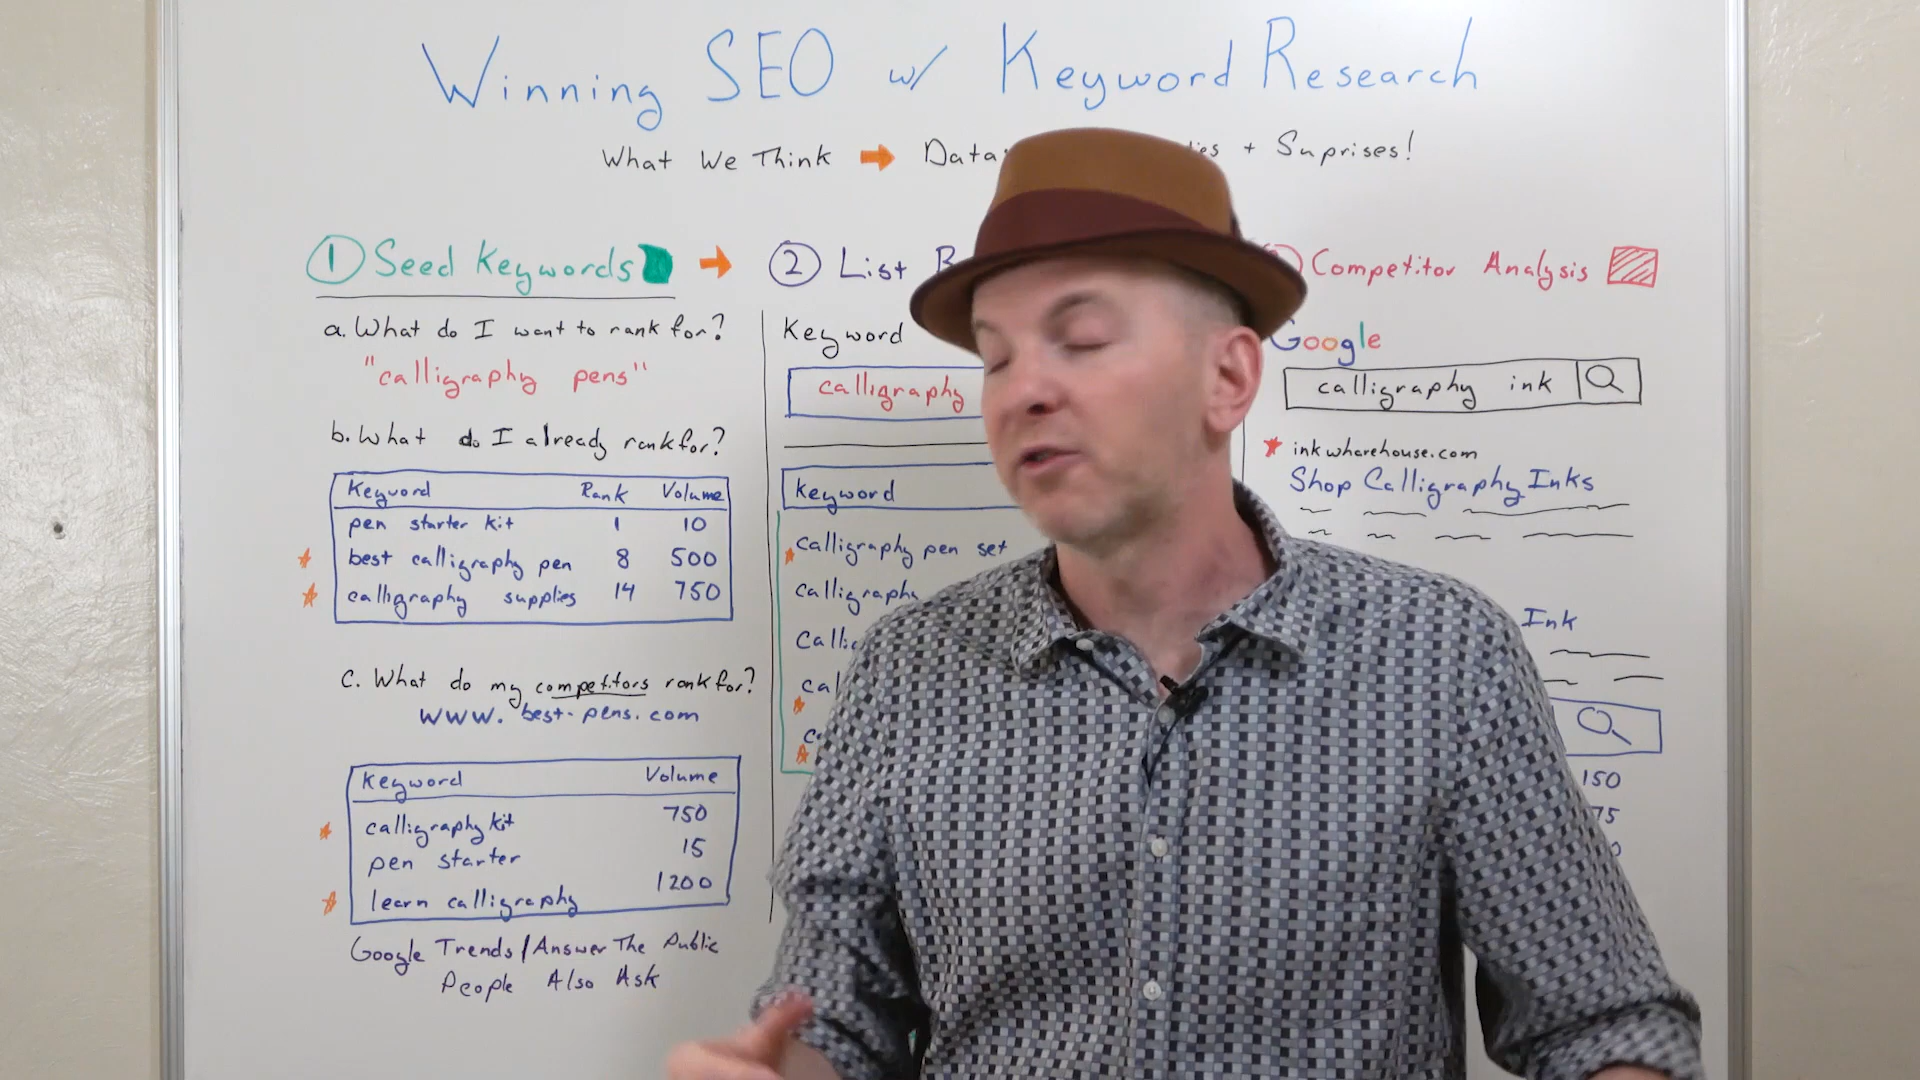 Winning SEO w/ Keyword Research
What We Think → Data: + Suprises!
1 Seed Keywords →
a. What do I want to rank for?
"calligraphy pens"
b. What do I already rank for?
Keyword Rank Volume
pen starter kit 1 10
best calligraphy pen 8 500
calligraphy supplies 14 750
c. What do my competitors rank for?
www.best-pens.com
Keyword Volume
calligraphy kit 750
pen starter 15
learn calligraphy 1200
Google Trends/Answer The Public
People Also Ask
2 List
Keyword
calligraphy
Keyword
calligraphy pen set
calligraphy
Competitor Analysis
Google
calligraphy ink
inkwharehouse.com
Shop Calligraphy Inks
Ink
150
75